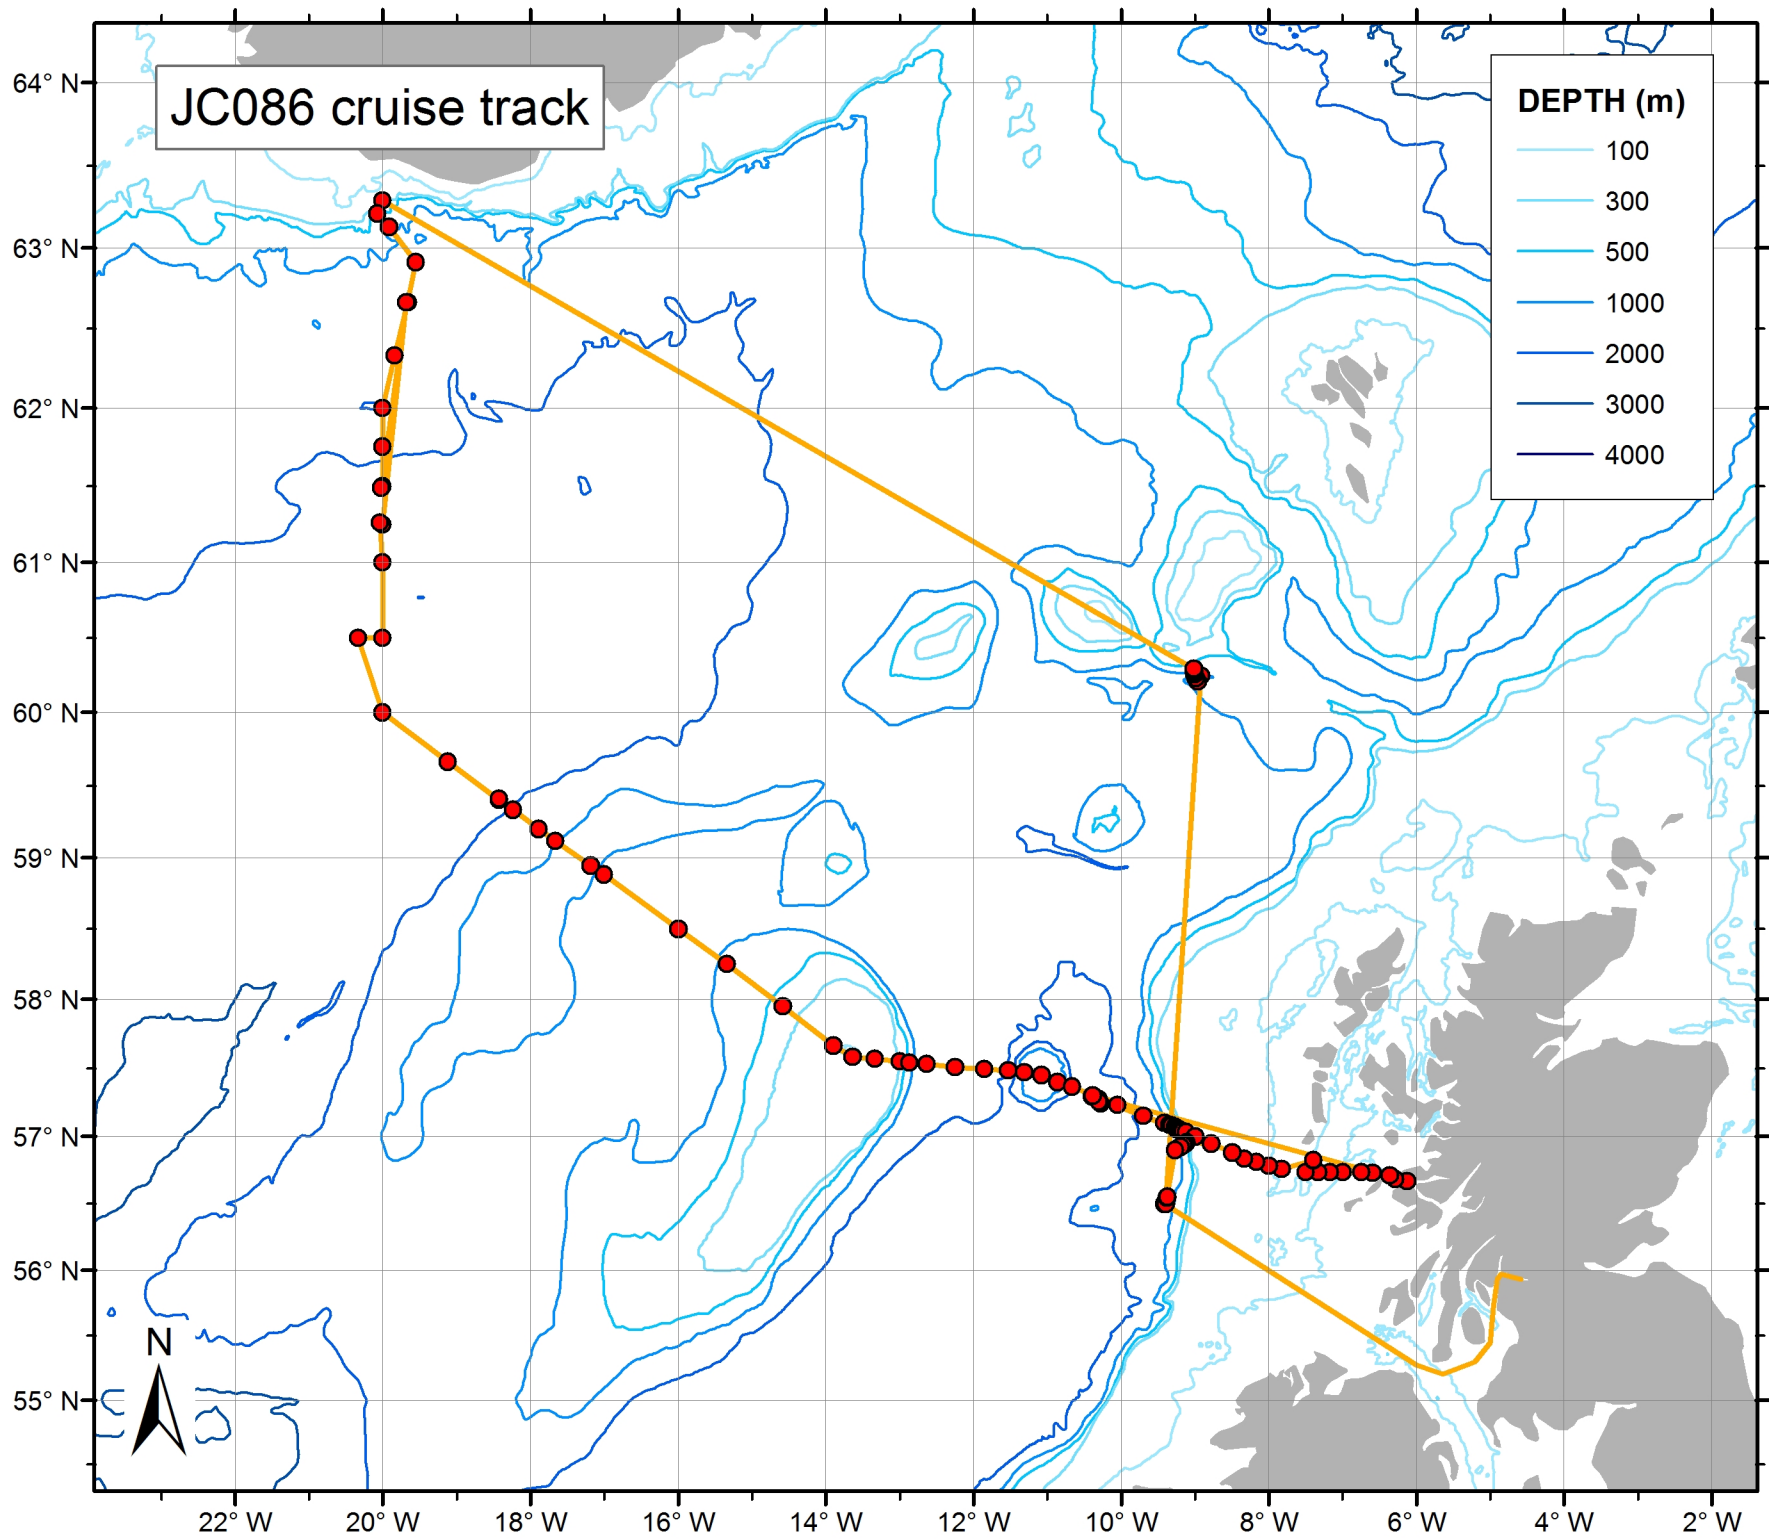 JC086 cruise track
DEPTH (m)
100
300
500
1000
2000
3000
4000
64° N
63° N
62° N
61° N
60° N
59° N
58° N
57° N
56° N
55° N
N
22°W 20°W 18°W 16°W 14°W 12°W 10°W 8°W 6°W 4°W 2°W